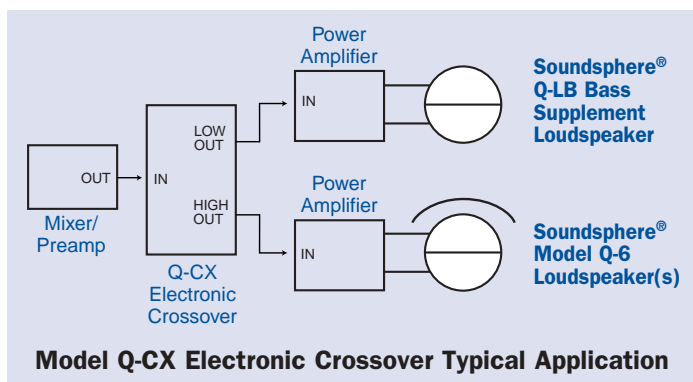 Power
Amplifier
IN
Soundsphere®
Q-LB Bass
Supplement
Loudspeaker
OUT
Mixer/
Preamp
IN
LOW
OUT
HIGH
OUT
Q-CX
Electronic
Crossover
Power
Amplifier
IN
Soundsphere®
Model Q-6
Loudspeaker(s)
Model Q-CX Electronic Crossover Typical Application